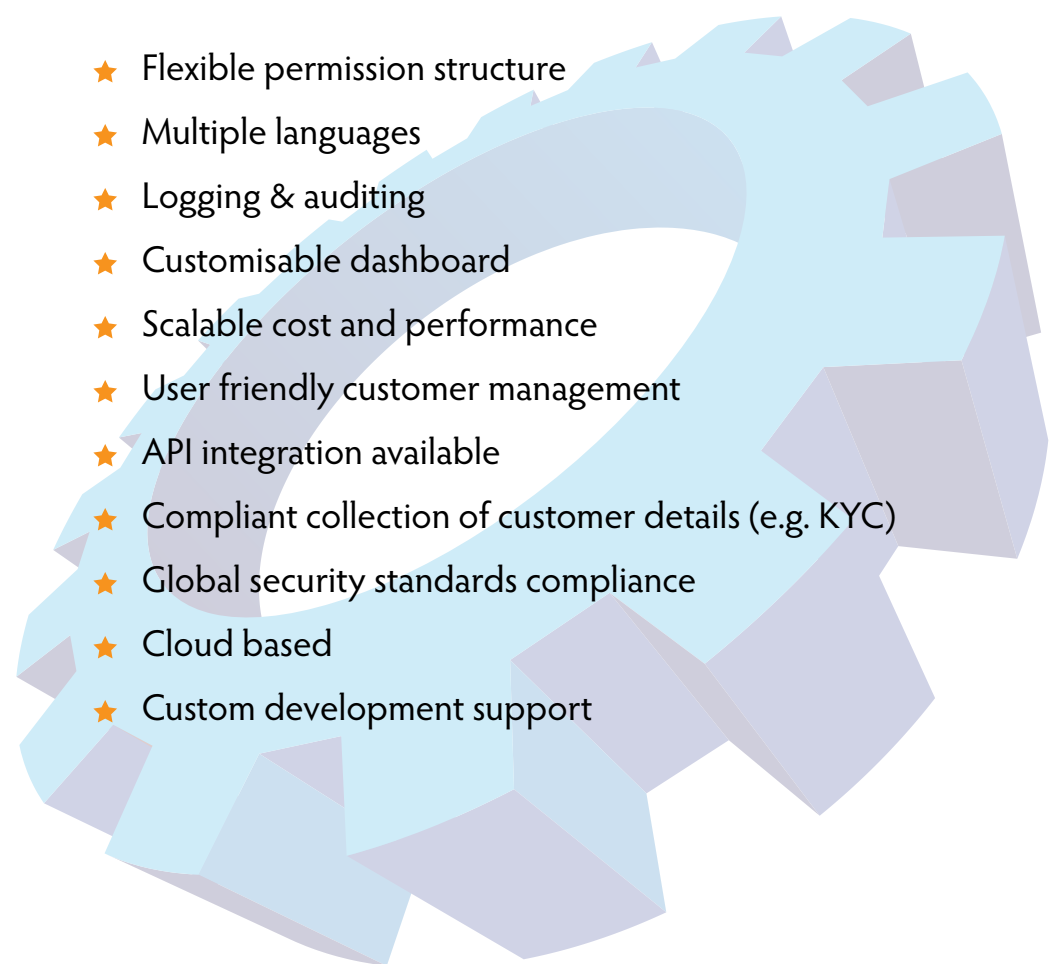 Flexible permission structure
Multiple languages
Logging & auditing
Customisable dashboard
Scalable cost and performance
User friendly customer management
API integration available
Compliant collection of customer details (e.g. KYC)
Global security standards compliance
Cloud based
Custom development support